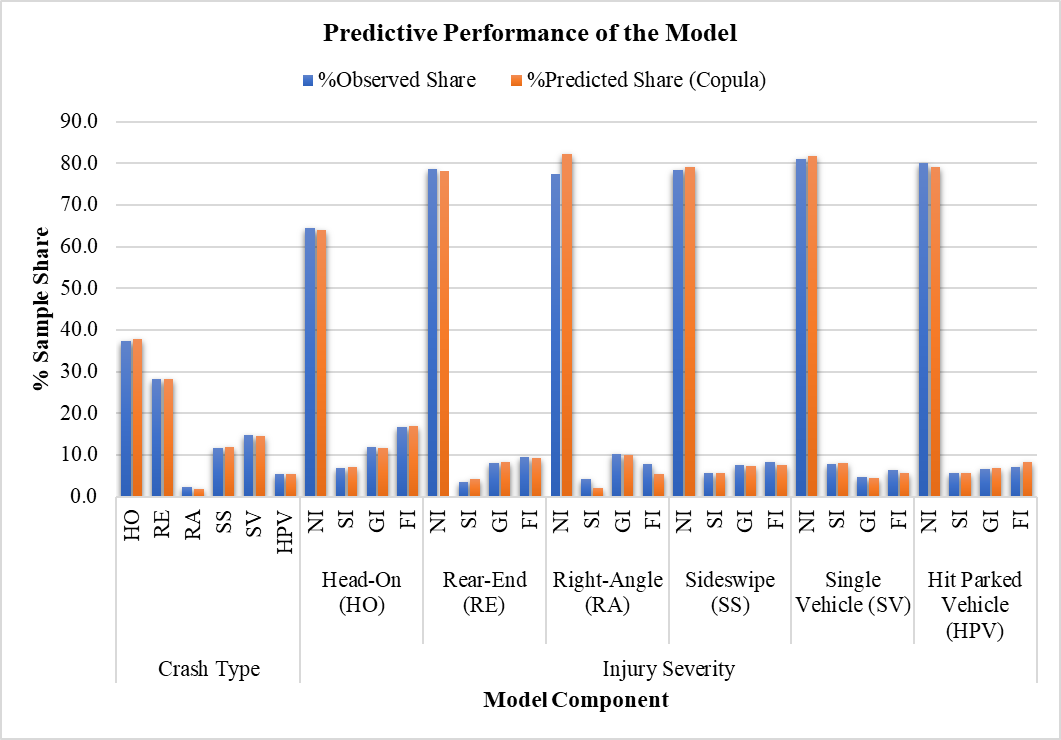 Predictive Performance of the Model
%Observed Share %Predicted Share (Copula)
% Sample Share
90.0
80.0
70.0
60.0
50.0
40.0
30.0
20.0
10.0
0.0
HO RE RA SS SV HPV NI SI GI FI NI SI GI FI NI SI GI FI NI SI GI FI NI SI GI FI NI SI GI FI
Head-On (HO)
Rear-End (RE)
Right-Angle (RA)
Sideswipe (SS)
Single Vehicle (SV)
Hit Parked Vehicle (HPV)
Crash Type Injury Severity
Model Component